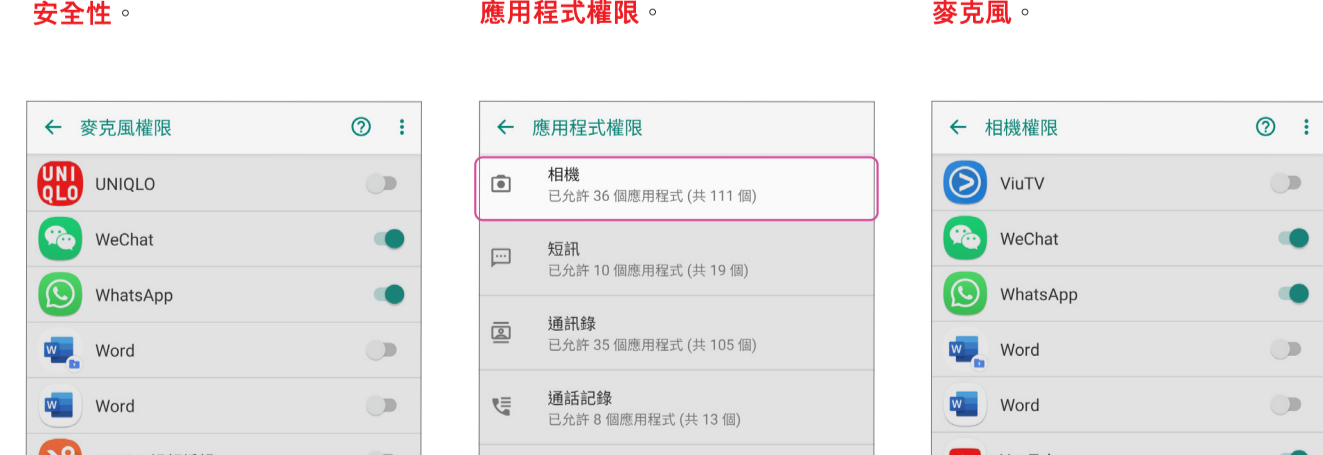 安全性。
應用程式權限。
麥克風。
麥克風權限
UNI
QLO
UNIQLO
WeChat
WhatsApp
W
Word
W
Word
應用程式權限
相機
已允許 36 個應用程式 (共 111 個)
短訊
已允許 10 個應用程式 (共 19 個)
通訊錄
已允許 35 個應用程式 (共 105 個)
通話記錄
已允許 8 個應用程式 (共 13 個)
相機權限
ViuTV
WeChat
WhatsApp
W
Word
W
Word